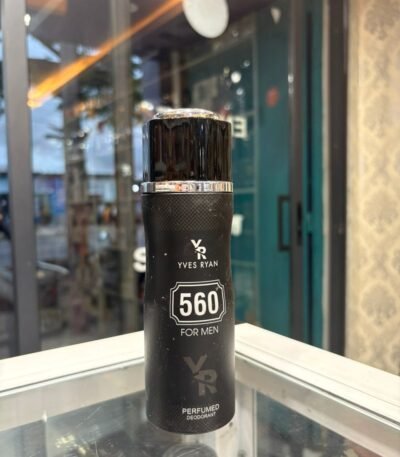 YR
YVES RYAN
560
FOR MEN
YR
PERFUMED
DEODORANT